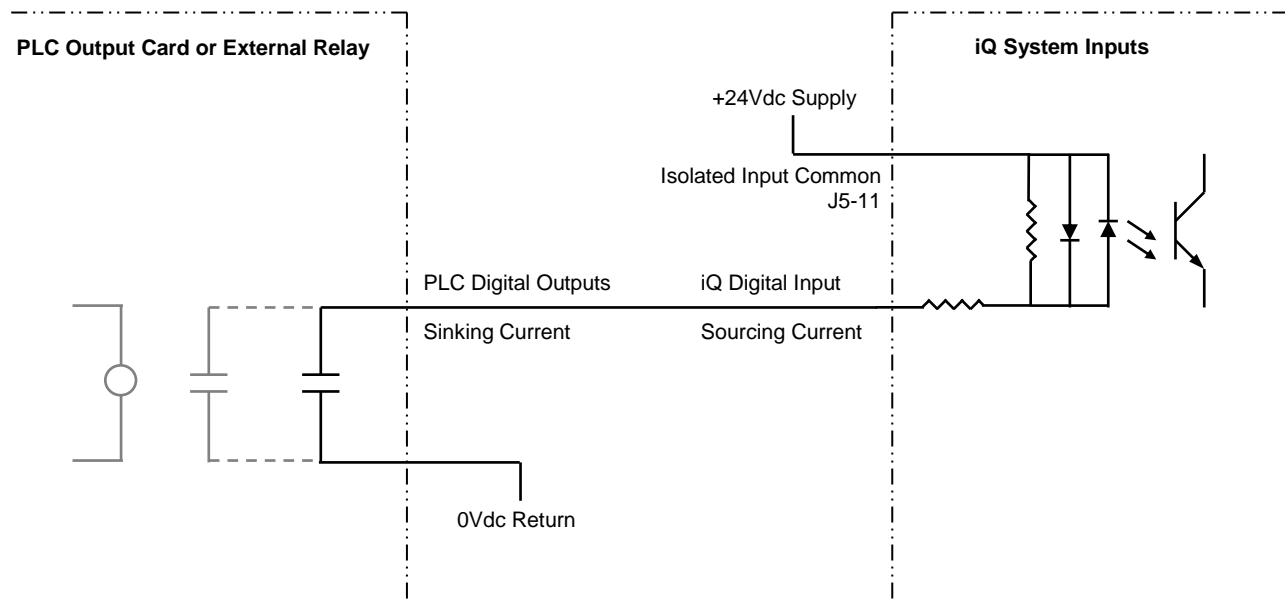 PLC Output Card or External Relay
iQ System Inputs
+24Vdc Supply
Isolated Input Common
J5-11
PLC Digital Outputs
iQ Digital Input
Sinking Current
Sourcing Current
0Vdc Return